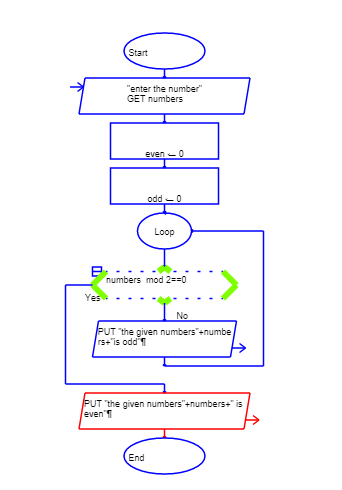 Start
"enter the number"
GET numbers
even ← 0
odd ← 0
Loop
numbers mod 2==0
Yes
No
PUT "the given numbers"+numbe
rs+"is odd"¶
PUT "the given numbers"+numbers+" is
even"¶
End